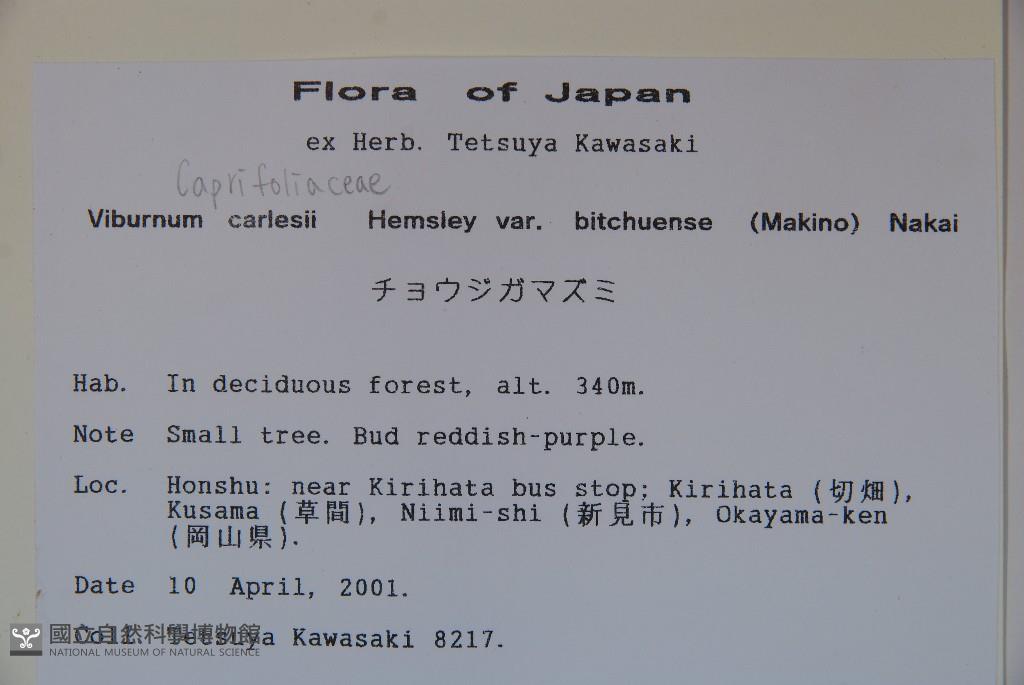 Flora of Japan
ex Herb. Tetsuya Kawasaki
Caprifoliaceae
Viburnum carlesii Hemsley var. bitchuense (Makino) Nakai
チョウジガマズミ
Hab. In deciduous forest, alt. 340m.
Note Small tree. Bud reddish-purple.
Loc. Honshu: near Kirihata bus stop; Kirihata (切畑),
Kusama (草間), Niimi-shi (新見市), Okayama-ken
(岡山県).
Date 10 April, 2001.
Coll. Tetsuya Kawasaki 8217.
國立自然科學博物館
NATIONAL MUSEUM OF NATURAL SCIENCE